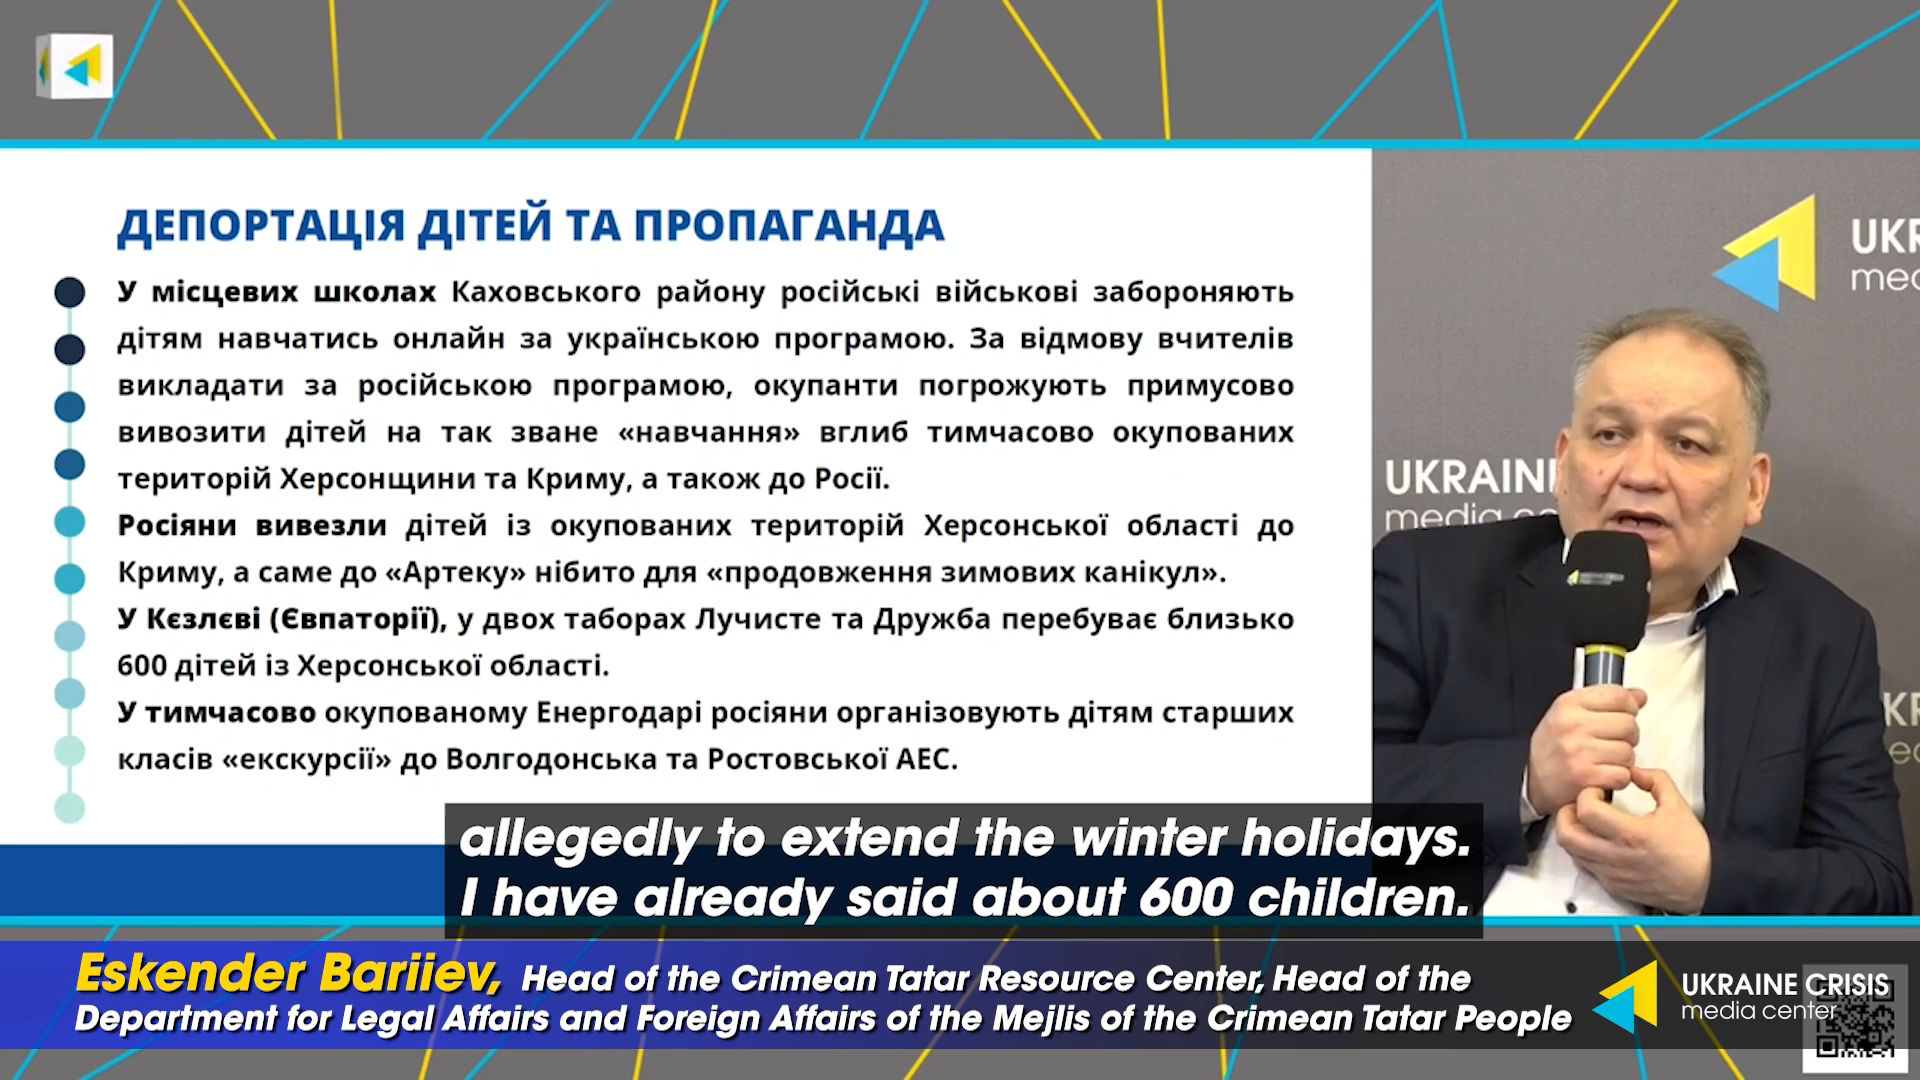 ДЕПОРТАЦІЯ ДІТЕЙ ТА ПРОПАГАНДА
У місцевих школах Каховського району російські військові забороняють
дітям навчатись онлайн за українською програмою. За відмову вчителів
викладати за російською програмою, окупанти погрожують примусово
вивозити дітей на так зване «навчання» вглиб тимчасово окупованих
територій Херсонщини та Криму, а також до Росії.
Росіяни вивезли дітей із окупованих територій Херсонської області до
Криму, а саме до «Артеку» нібито для «продовження зимових канікул».
У Кєзлєві (Євпаторії), у двох таборах Лучисте та Дружба перебуває близько
600 дітей із Херсонської області.
У тимчасово окупованому Енергодарі росіяни організовують дітям старших
класів «екскурсії» до Волгодонська та Ростовської АЕС.
UKRAINE
media
allegedly to extend the winter holidays.
I have already said about 600 children.
Eskender Bariiev, Head of the Crimean Tatar Resource Center, Head of the
Department for Legal Affairs and Foreign Affairs of the Mejlis of the Crimean Tatar People
UKRAINE CRISIS
media center